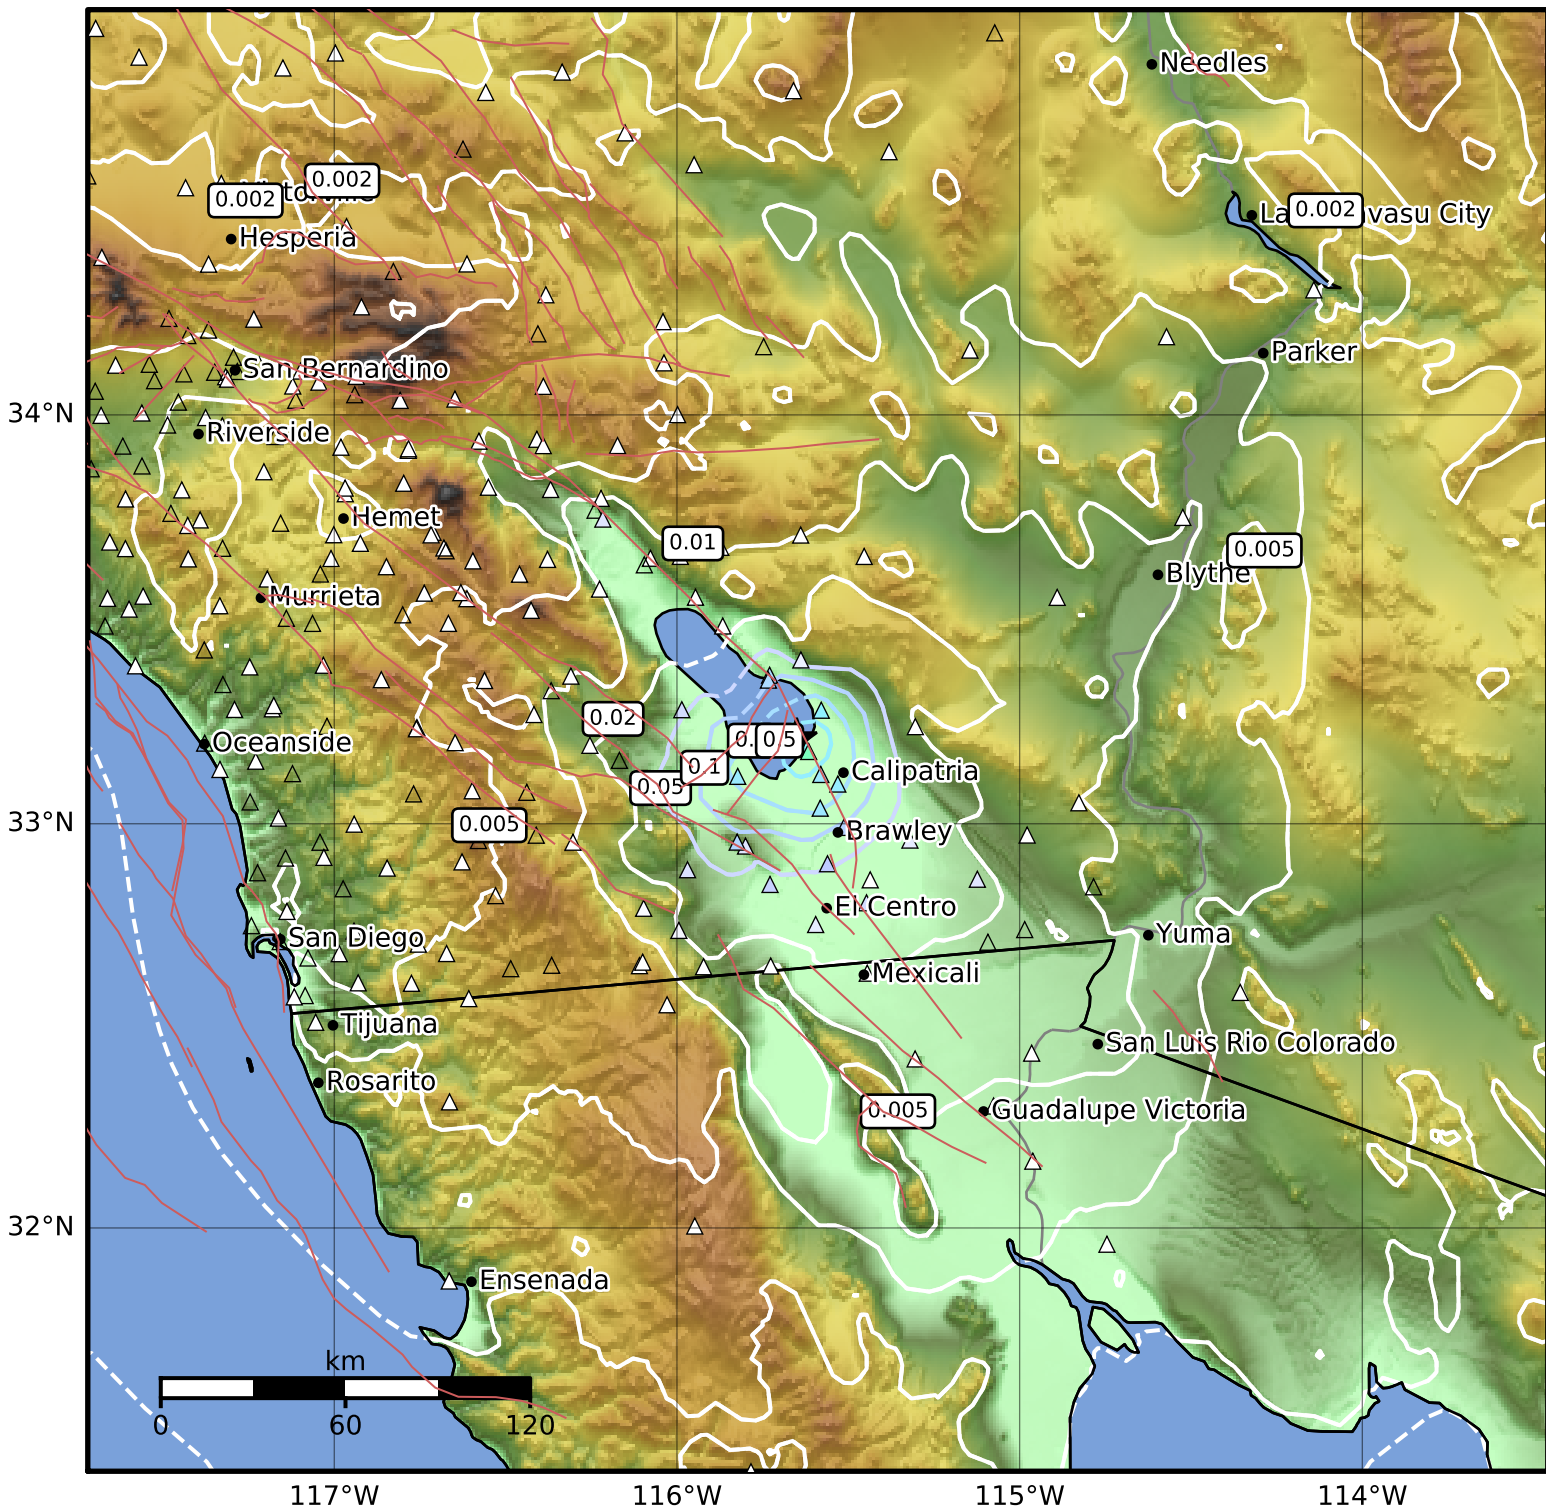 Needles
0.002
0.002
Hesperia
0.002
City
Parker
San Bernardino
34°N
Riverside
Hemet
0.01
0.005
Blythe
Murrieta
0.02
Oceanside
0.1
0.05
Calipatria
33°N
0.005
Brawley
El Centro
San Diego
Yuma
Mexicali
Tijuana
San Luis Rio Colorado
Rosarito
0.005
Guadalupe Victoria
32°N
Ensenada
km
0 60 120
117°W 116°W 115°W 114°W